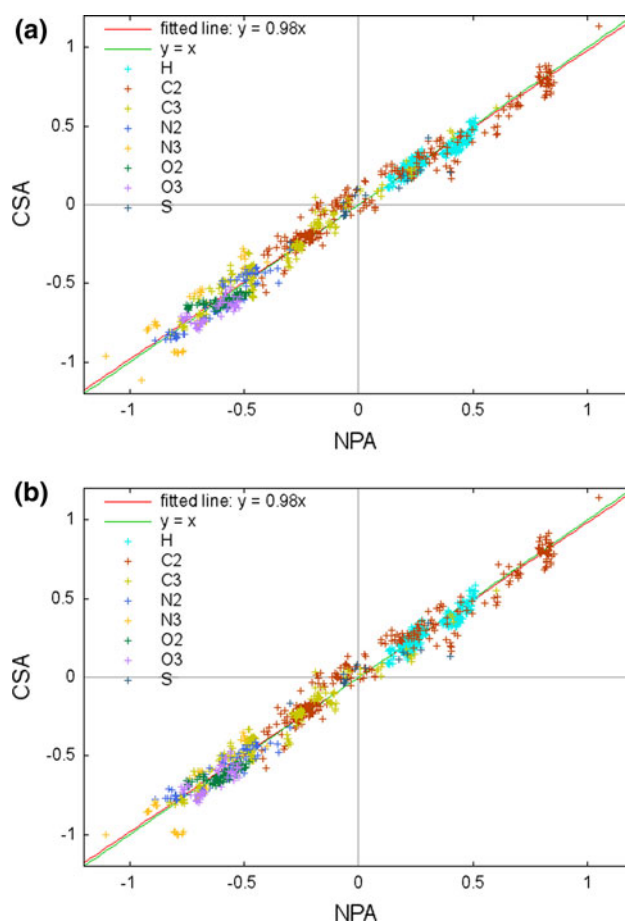 (a)
fitted line: y = 0.98x
y = x
H
C2
C3
N2
N3
O2
O3
S
1
0.5
0
-0.5
-1
CSA
-1 -0.5 0 0.5 1
NPA
(b)
fitted line: y = 0.98x
y = x
H
C2
C3
N2
N3
O2
O3
S
1
0.5
0
-0.5
-1
CSA
-1 -0.5 0 0.5 1
NPA